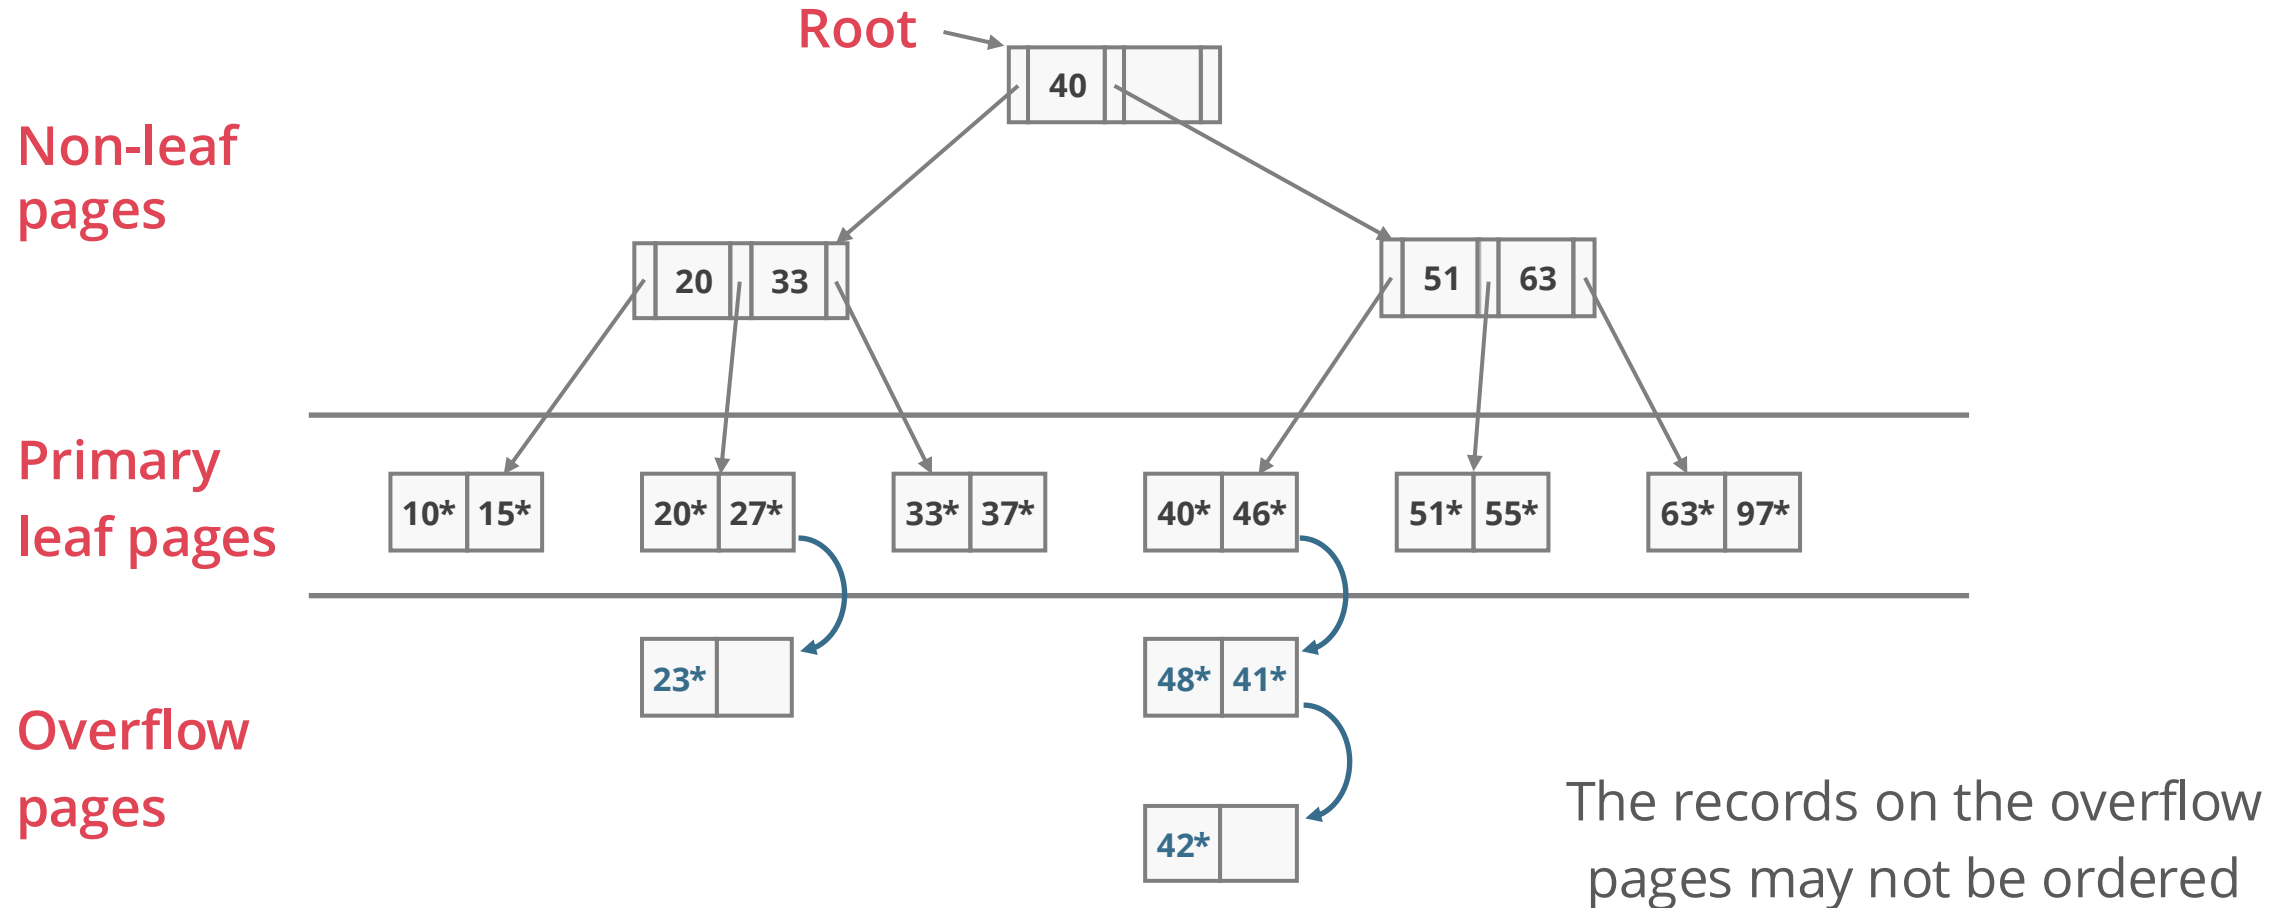 Root
40
Non-leaf
pages
20 33
51 63
Primary
leaf pages
10* 15*
20* 27*
33* 37*
40* 46*
51* 55*
63* 97*
Overflow
pages
23*
48* 41*
42*
The records on the overflow
pages may not be ordered